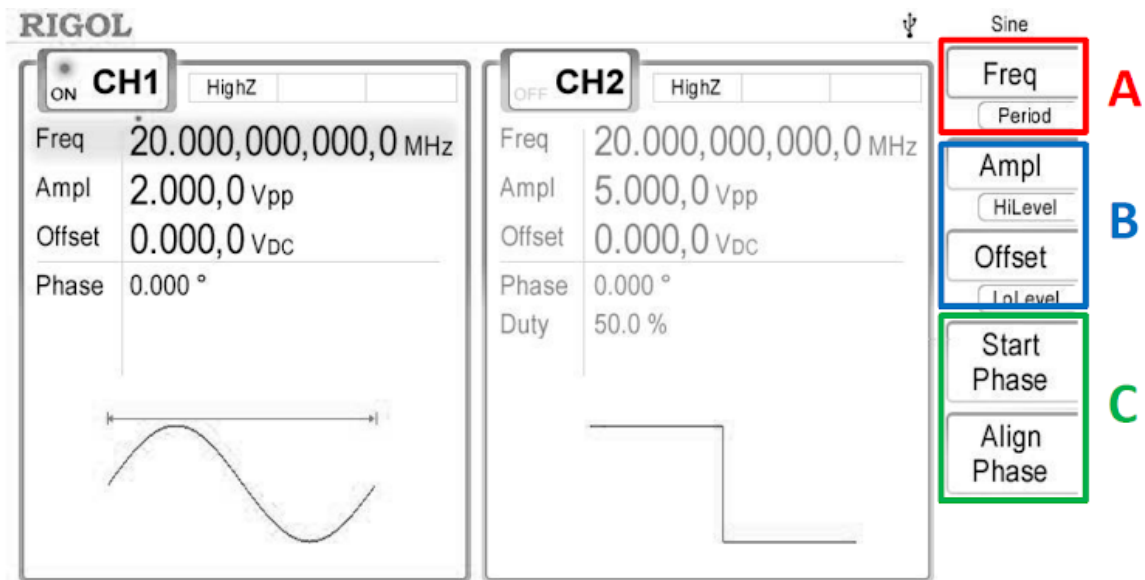 RIGOL
Sine
ON CH1 HighZ
Freq 20.000,000,000,0 MHz
Ampl 2.000,0 Vpp
Offset 0.000,0 VDC
Phase 0.000 °
OFF CH2 HighZ
Freq 20.000,000,000,0 MHz
Ampl 5.000,0 Vpp
Offset 0.000,0 VDC
Phase 0.000 °
Duty 50.0 %
Freq
Period
A
Ampl
HiLevel
Offset
LoLevel
B
Start
Phase
Align
Phase
C